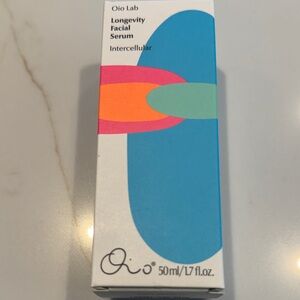 Oio Lab
Longevity
Facial
Serum
Intercellular
Oio® 50ml/1.7 fl.oz.